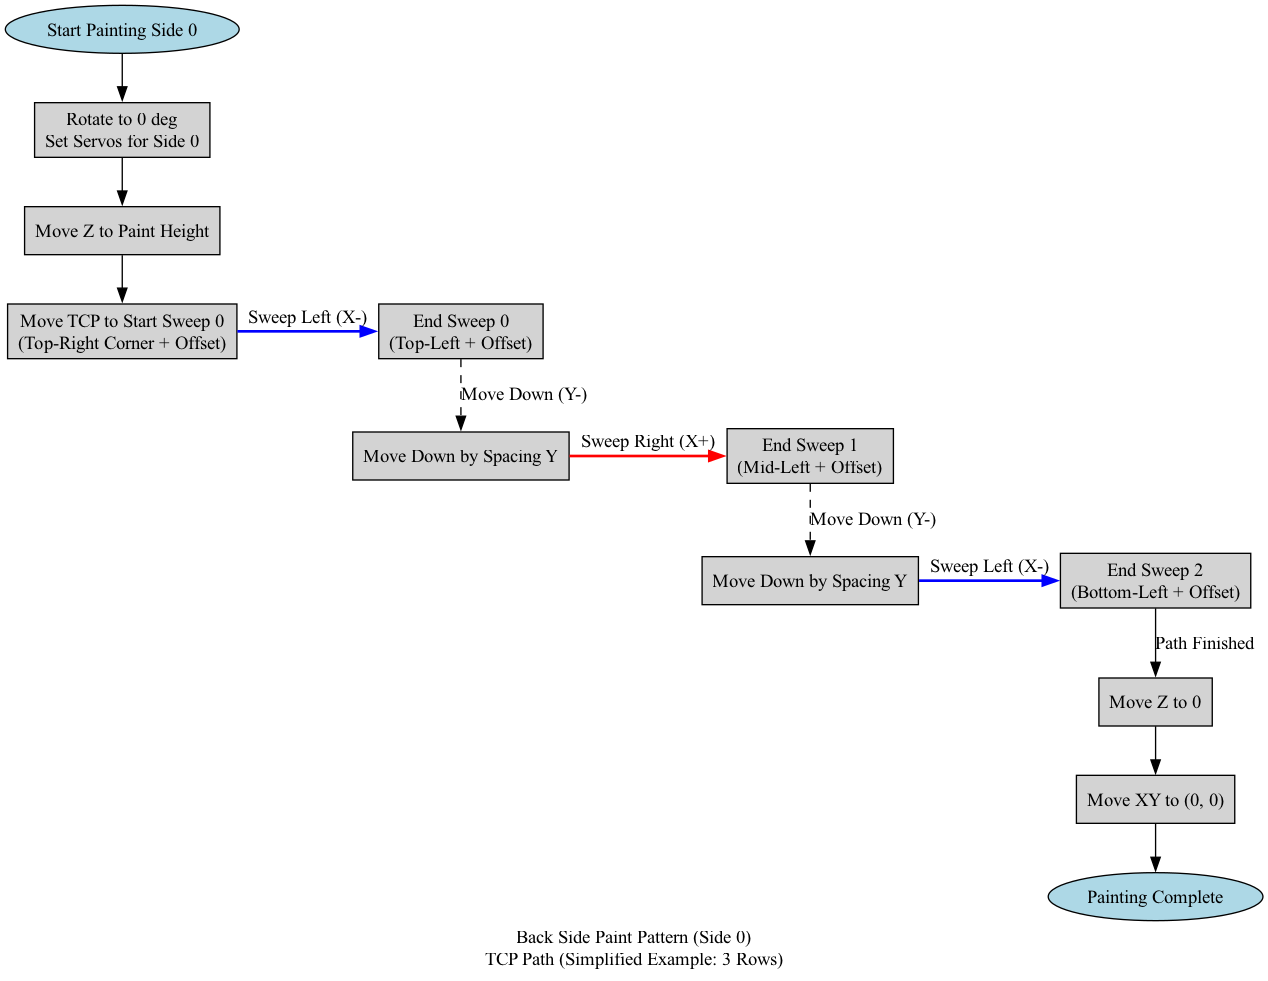 Start Painting Side 0
Rotate to 0 deg
Set Servos for Side 0
Move Z to Paint Height
Move TCP to Start Sweep 0
(Top-Right Corner + Offset)
Sweep Left (X-)
End Sweep 0
(Top-Left + Offset)
Move Down (Y-)
Move Down by Spacing Y
Sweep Right (X+)
End Sweep 1
(Mid-Left + Offset)
Move Down (Y-)
Move Down by Spacing Y
Sweep Left (X-)
End Sweep 2
(Bottom-Left + Offset)
Path Finished
Move Z to 0
Move XY to (0, 0)
Painting Complete
Back Side Paint Pattern (Side 0)
TCP Path (Simplified Example: 3 Rows)